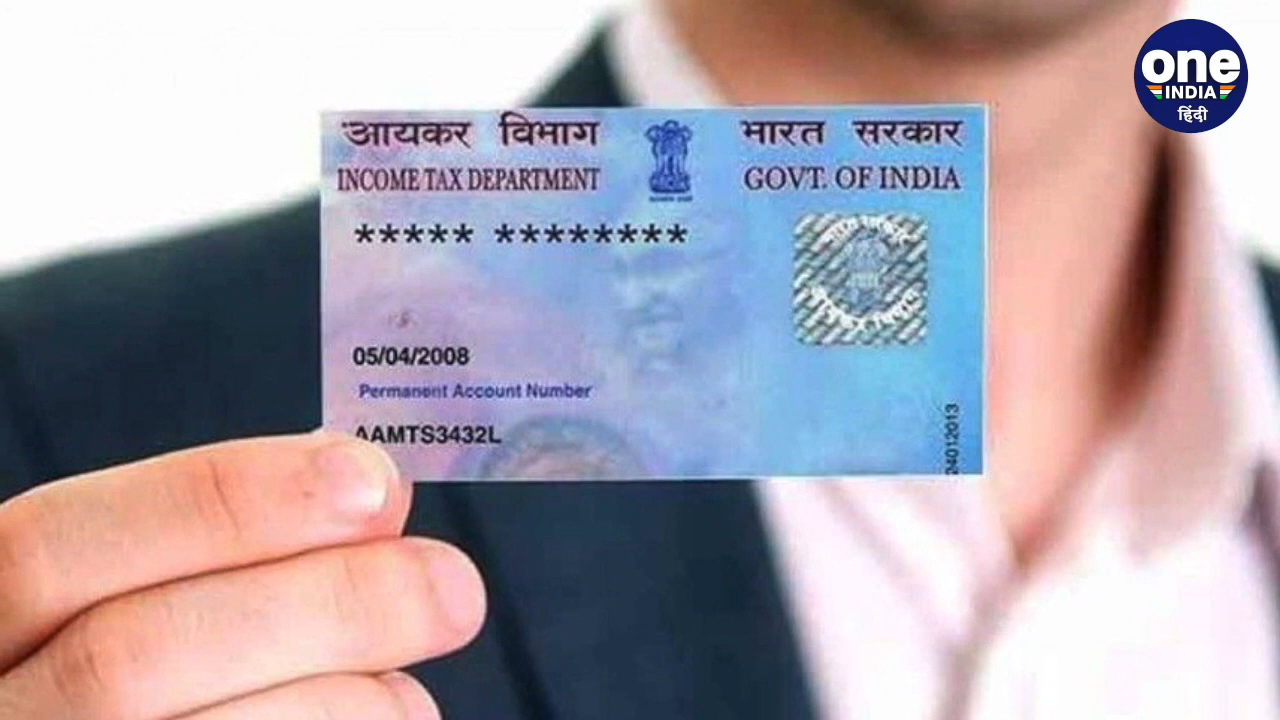 आयकर विभाग
INCOME TAX DEPARTMENT
भारत सरकार
GOVT. OF INDIA
***** ********
05/04/2008
Permanent Account Number
AAMTS3432L
24012013
one
INDIA
हिंदी